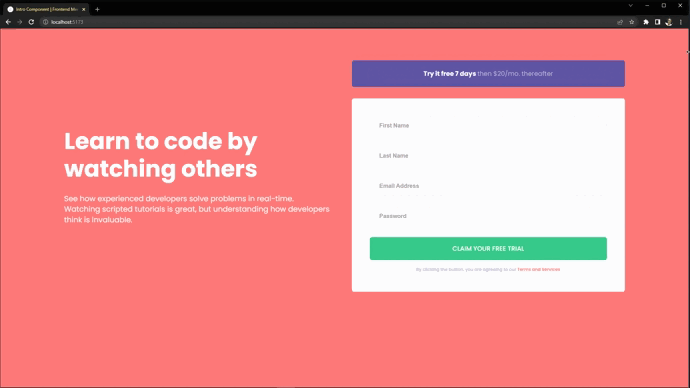 Intro Component | Frontend M
localhost:5173
Try it free 7 days then $20/mo. thereafter
Learn to code by
watching others
See how experienced developers solve problems in real-time.
Watching scripted tutorials is great, but understanding how developers
think is invaluable.
First Name
Last Name
Email Address
Password
CLAIM YOUR FREE TRIAL
By clicking the button, you are agreeing to our Terms and Services